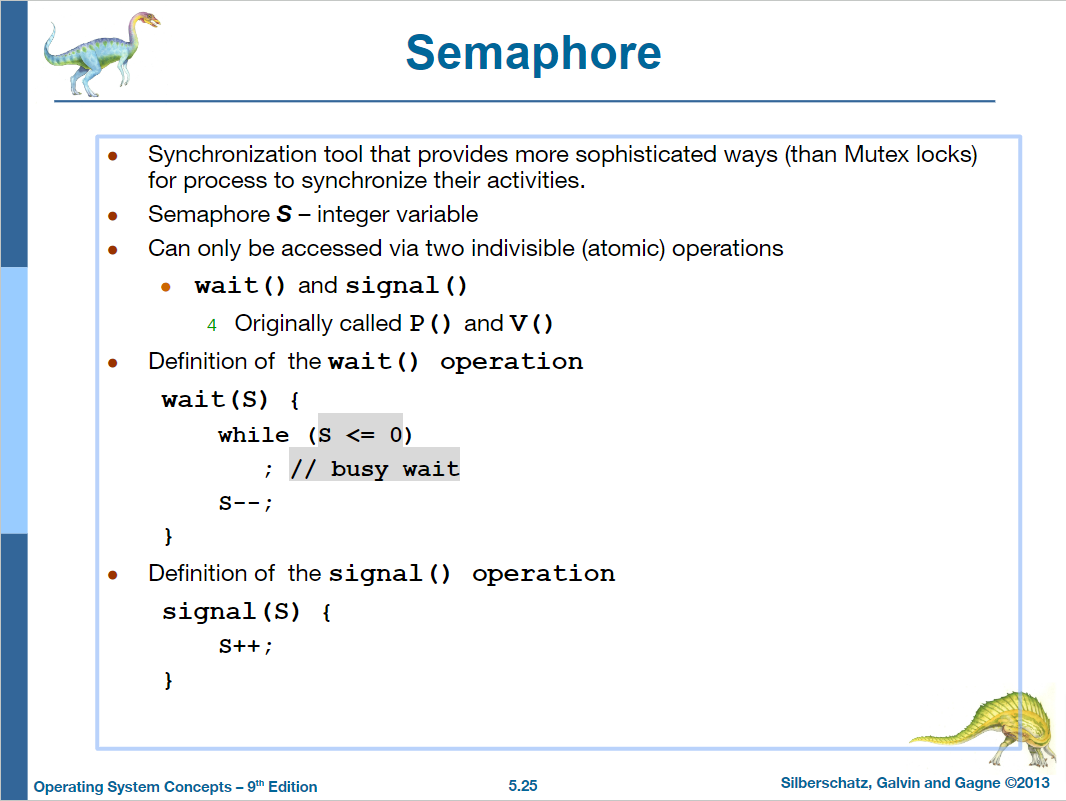 Semaphore
● Synchronization tool that provides more sophisticated ways (than Mutex locks)
for process to synchronize their activities.
● Semaphore S – integer variable
● Can only be accessed via two indivisible (atomic) operations
● wait() and signal()
4 Originally called P() and V()
● Definition of the wait() operation
wait(S) {
while (S <= 0)
; // busy wait
S--;
}
● Definition of the signal() operation
signal(S) {
S++;
}
Operating System Concepts – 9th Edition
5.25
Silberschatz, Galvin and Gagne ©2013